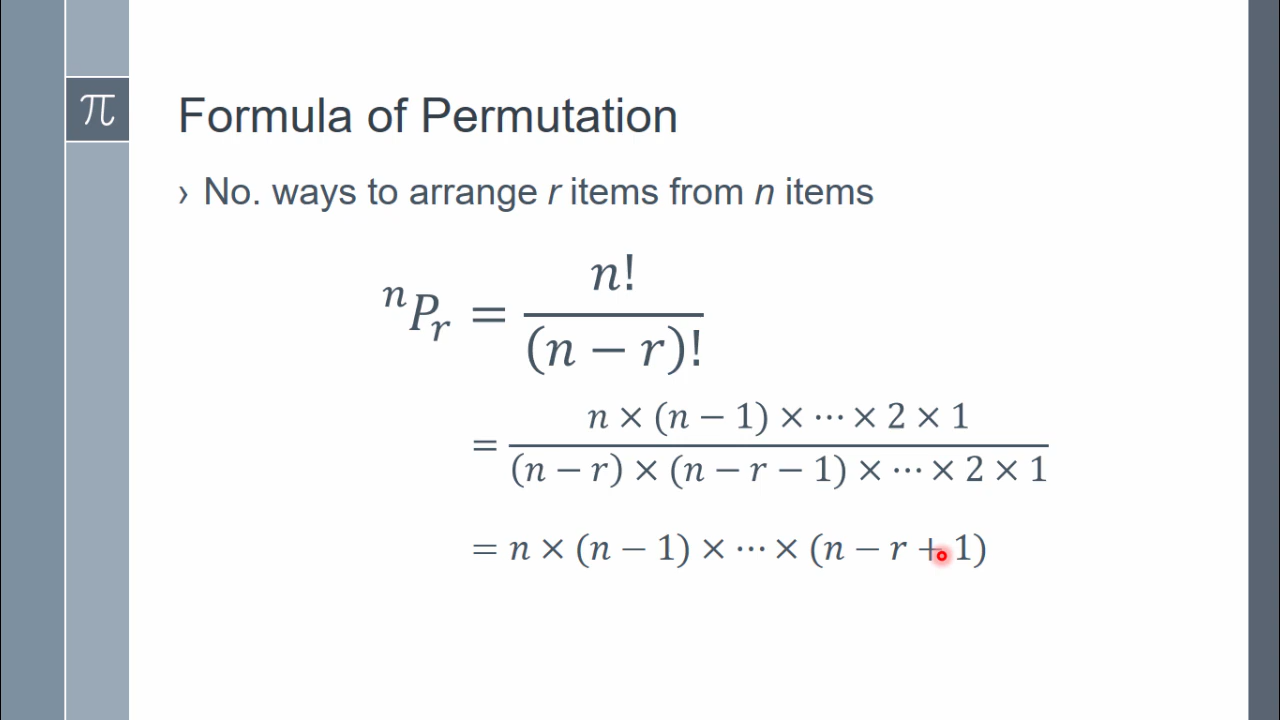 π
Formula of Permutation
› No. ways to arrange r items from n items
ⁿPᵣ = n! / (n − r)!
= n × (n − 1) × ⋯ × 2 × 1 / (n − r) × (n − r − 1) × ⋯ × 2 × 1
= n × (n − 1) × ⋯ × (n − r + 1)